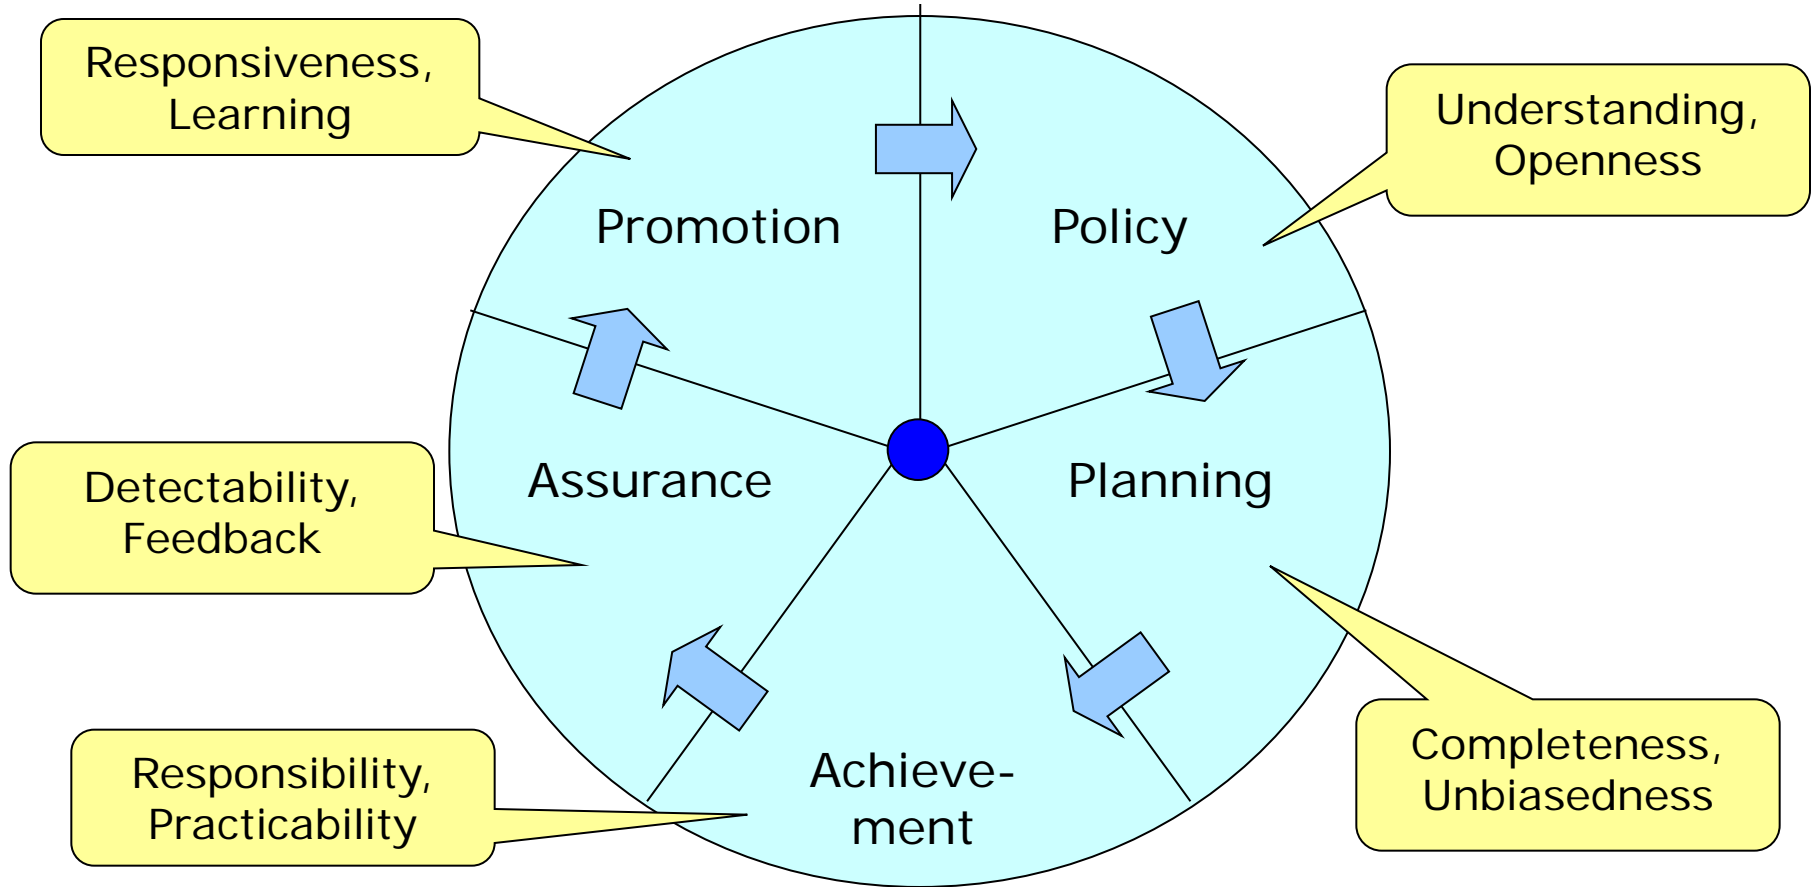 Responsiveness,
Learning
Understanding,
Openness
Promotion
Policy
Detectability,
Feedback
Assurance
Planning
Completeness,
Unbiasedness
Responsibility,
Practicability
Achieve-
ment